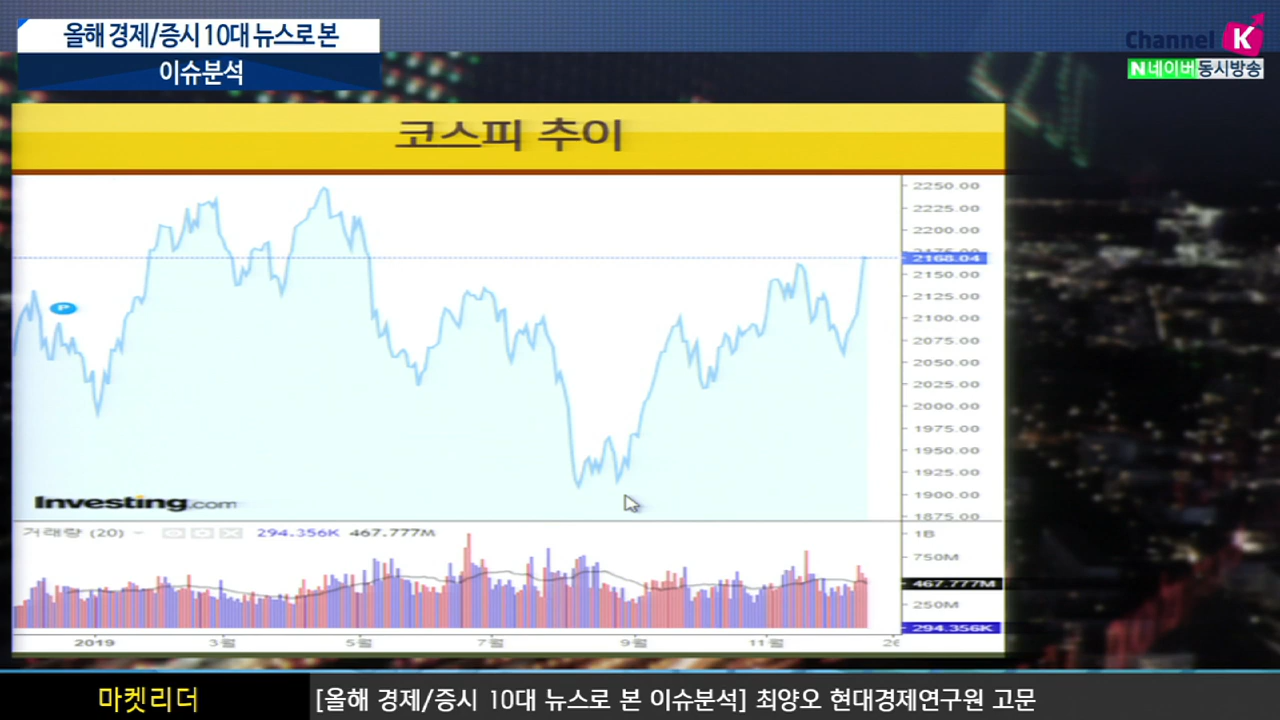 올해 경제/증시 10대 뉴스로 본
이슈분석
Channel K
N 네이버 동시방송
코스피 추이
2250.00
2225.00
2200.00
2175.00
2168.04
2150.00
2125.00
2100.00
2075.00
2050.00
2025.00
2000.00
1975.00
1950.00
1925.00
1900.00
1875.00
P
Investing.com
거래량 (20) 294.356K 467.777M
1B
750M
467.777M
250M
294.356K
2019 3월 5월 7월 9월 11월
마켓리더
[올해 경제/증시 10대 뉴스로 본 이슈분석] 최양오 현대경제연구원 고문